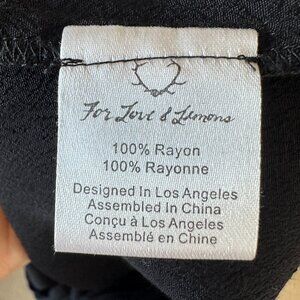 For Love & Lemons
100% Rayon
100% Rayonne
Designed In Los Angeles
Assembled in China
Conçu à Los Angeles
Assemblé en Chine